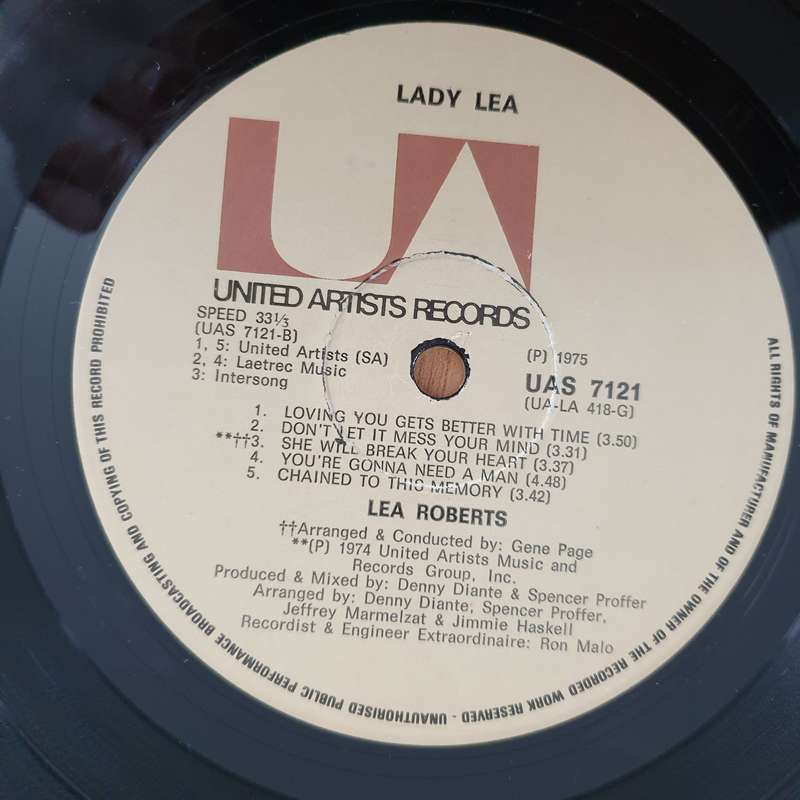 LADY LEA
UA
UNITED ARTISTS RECORDS
SPEED 33⅓
(UAS 7121-B)
1, 5: United Artists (SA)
2, 4: Laetrec Music
3: Intersong
(P) 1975
UAS 7121
(UA-LA 418-G)
1. LOVING YOU GETS BETTER WITH TIME (3.50)
2. DON'T LET IT MESS YOUR MIND (3.31)
**††3. SHE WILL BREAK YOUR HEART (3.37)
4. YOU'RE GONNA NEED A MAN (4.48)
5. CHAINED TO THIS MEMORY (3.42)
LEA ROBERTS
††Arranged & Conducted by: Gene Page
**(P) 1974 United Artists Music and
Records Group, Inc.
Produced & Mixed by: Denny Diante & Spencer Proffer
Arranged by: Denny Diante, Spencer Proffer,
Jeffrey Marmelzat & Jimmie Haskell
Recordist & Engineer Extraordinaire: Ron Malo
ALL RIGHTS OF MANUFACTURER AND OF THE OWNER OF THE RECORDED WORK RESERVED - UNAUTHORISED PUBLIC PERFORMANCE BROADCASTING AND COPYING OF THIS RECORD PROHIBITED